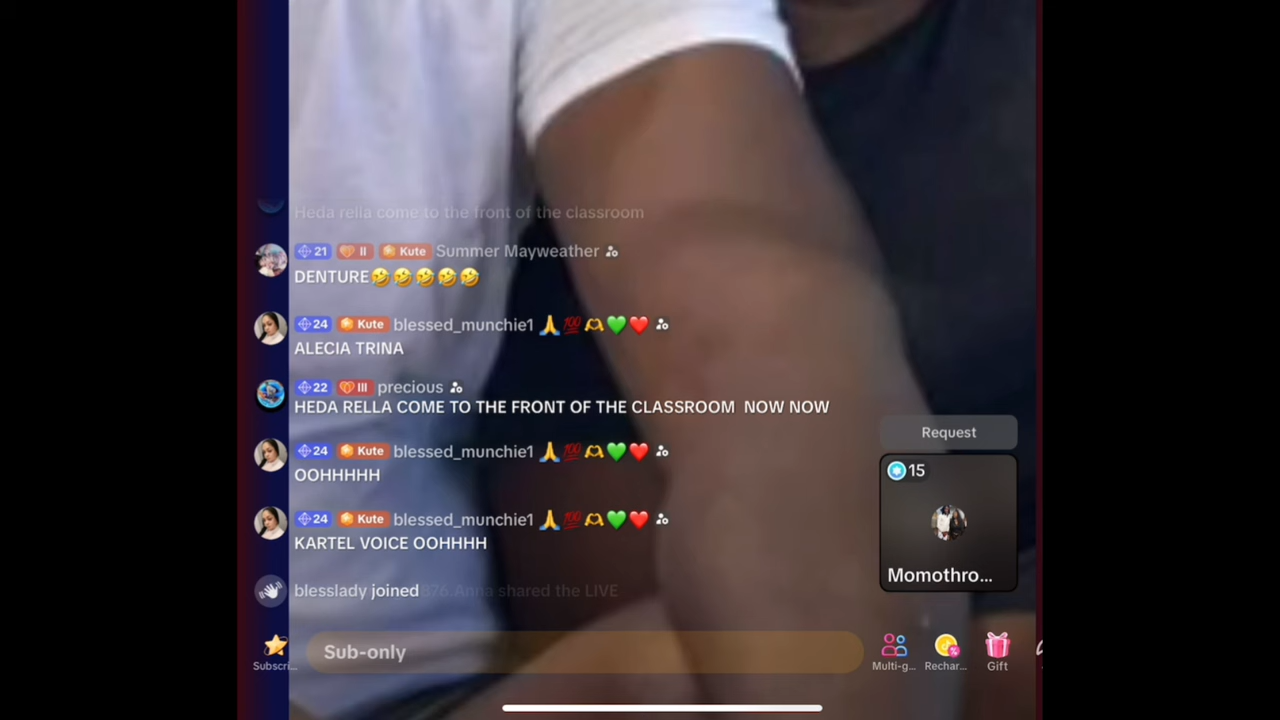 Heda rella come to the front of the classroom
21 II Kute Summer Mayweather
DENTURE🤣🤣🤣🤣🤣
24 Kute blessed_munchie1 🙏💯🫶💚❤️
ALECIA TRINA
22 III precious
HEDA RELLA COME TO THE FRONT OF THE CLASSROOM NOW NOW
24 Kute blessed_munchie1 🙏💯🫶💚❤️
OOHHHHH
24 Kute blessed_munchie1 🙏💯🫶💚❤️
KARTEL VOICE OOHHHH
blesslady joined 876.Anna shared the LIVE
Request
15
Momothro...
Sub-only
Subscri...
Multi-g...
Rechar...
Gift